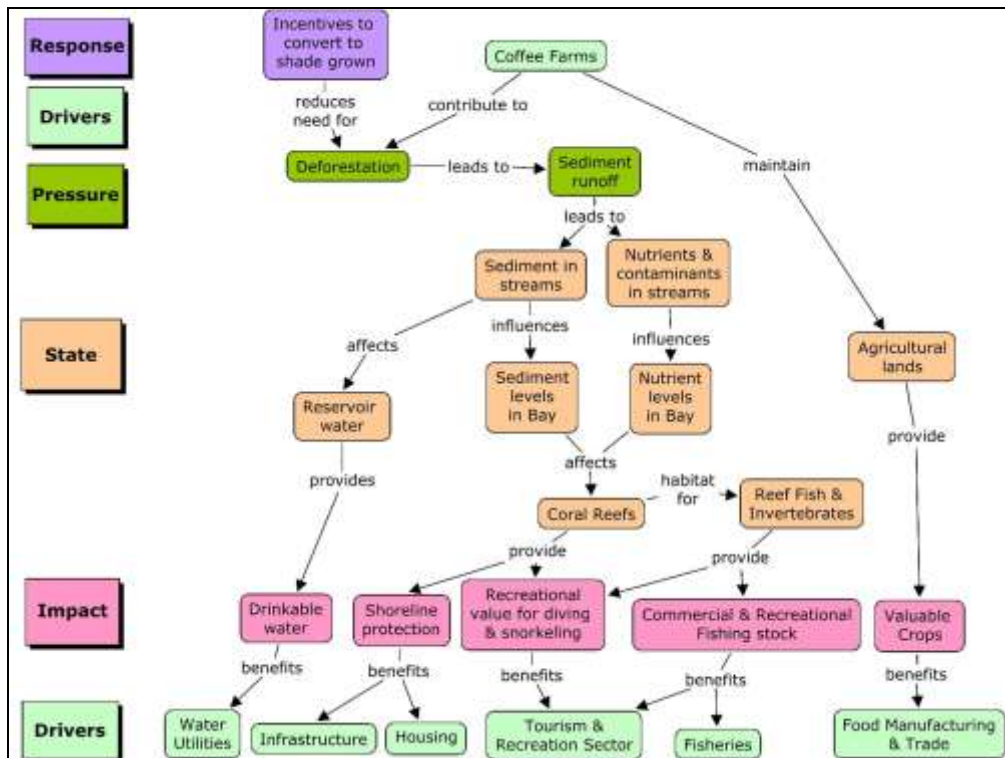 Response
Drivers
Pressure
State
Impact
Drivers
Incentives to
convert to
shade grown
Coffee Farms
reduces
need for
contribute to
maintain
Deforestation
leads to
Sediment
runoff
leads to
Sediment in
streams
Nutrients &
contaminants
in streams
affects
influences
influences
Agricultural
lands
Reservoir
water
Sediment
levels
in Bay
Nutrient
levels
in Bay
provides
affects
provide
Coral Reefs
habitat
for
Reef Fish &
Invertebrates
provide
provide
Drinkable
water
Shoreline
protection
Recreational
value for diving
& snorkeling
Commercial & Recreational
Fishing stock
Valuable
Crops
benefits
benefits
benefits
benefits
benefits
Water
Utilities
Infrastructure
Housing
Tourism &
Recreation Sector
Fisheries
Food Manufacturing
& Trade